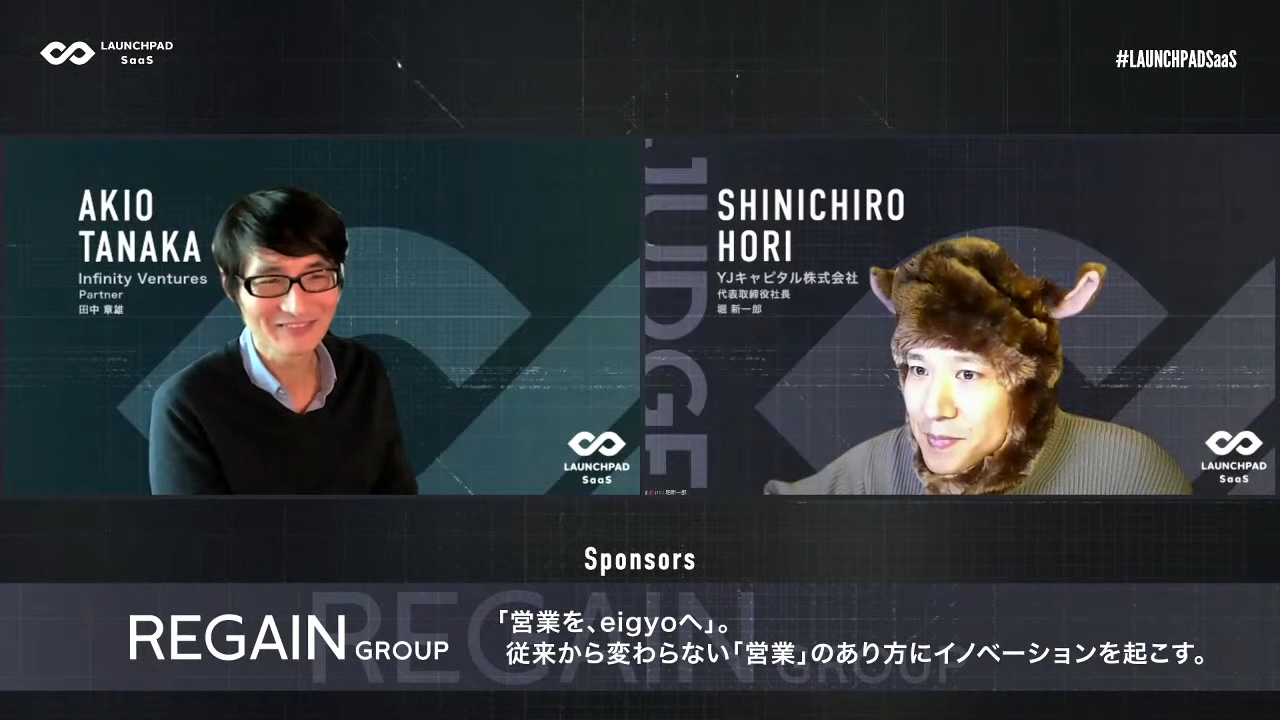 LAUNCHPAD
SaaS
#LAUNCHPADSaaS
AKIO
TANAKA
Infinity Ventures
Partner
田中 章雄
LAUNCHPAD
SaaS
JUDGE
SHINICHIRO
HORI
YJキャピタル株式会社
代表取締役社長
堀 新一郎
LAUNCHPAD
SaaS
Sponsors
REGAIN GROUP
「営業を、eigyoへ」。
従来から変わらない「営業」のあり方にイノベーションを起こす。
REGAIN GROUP